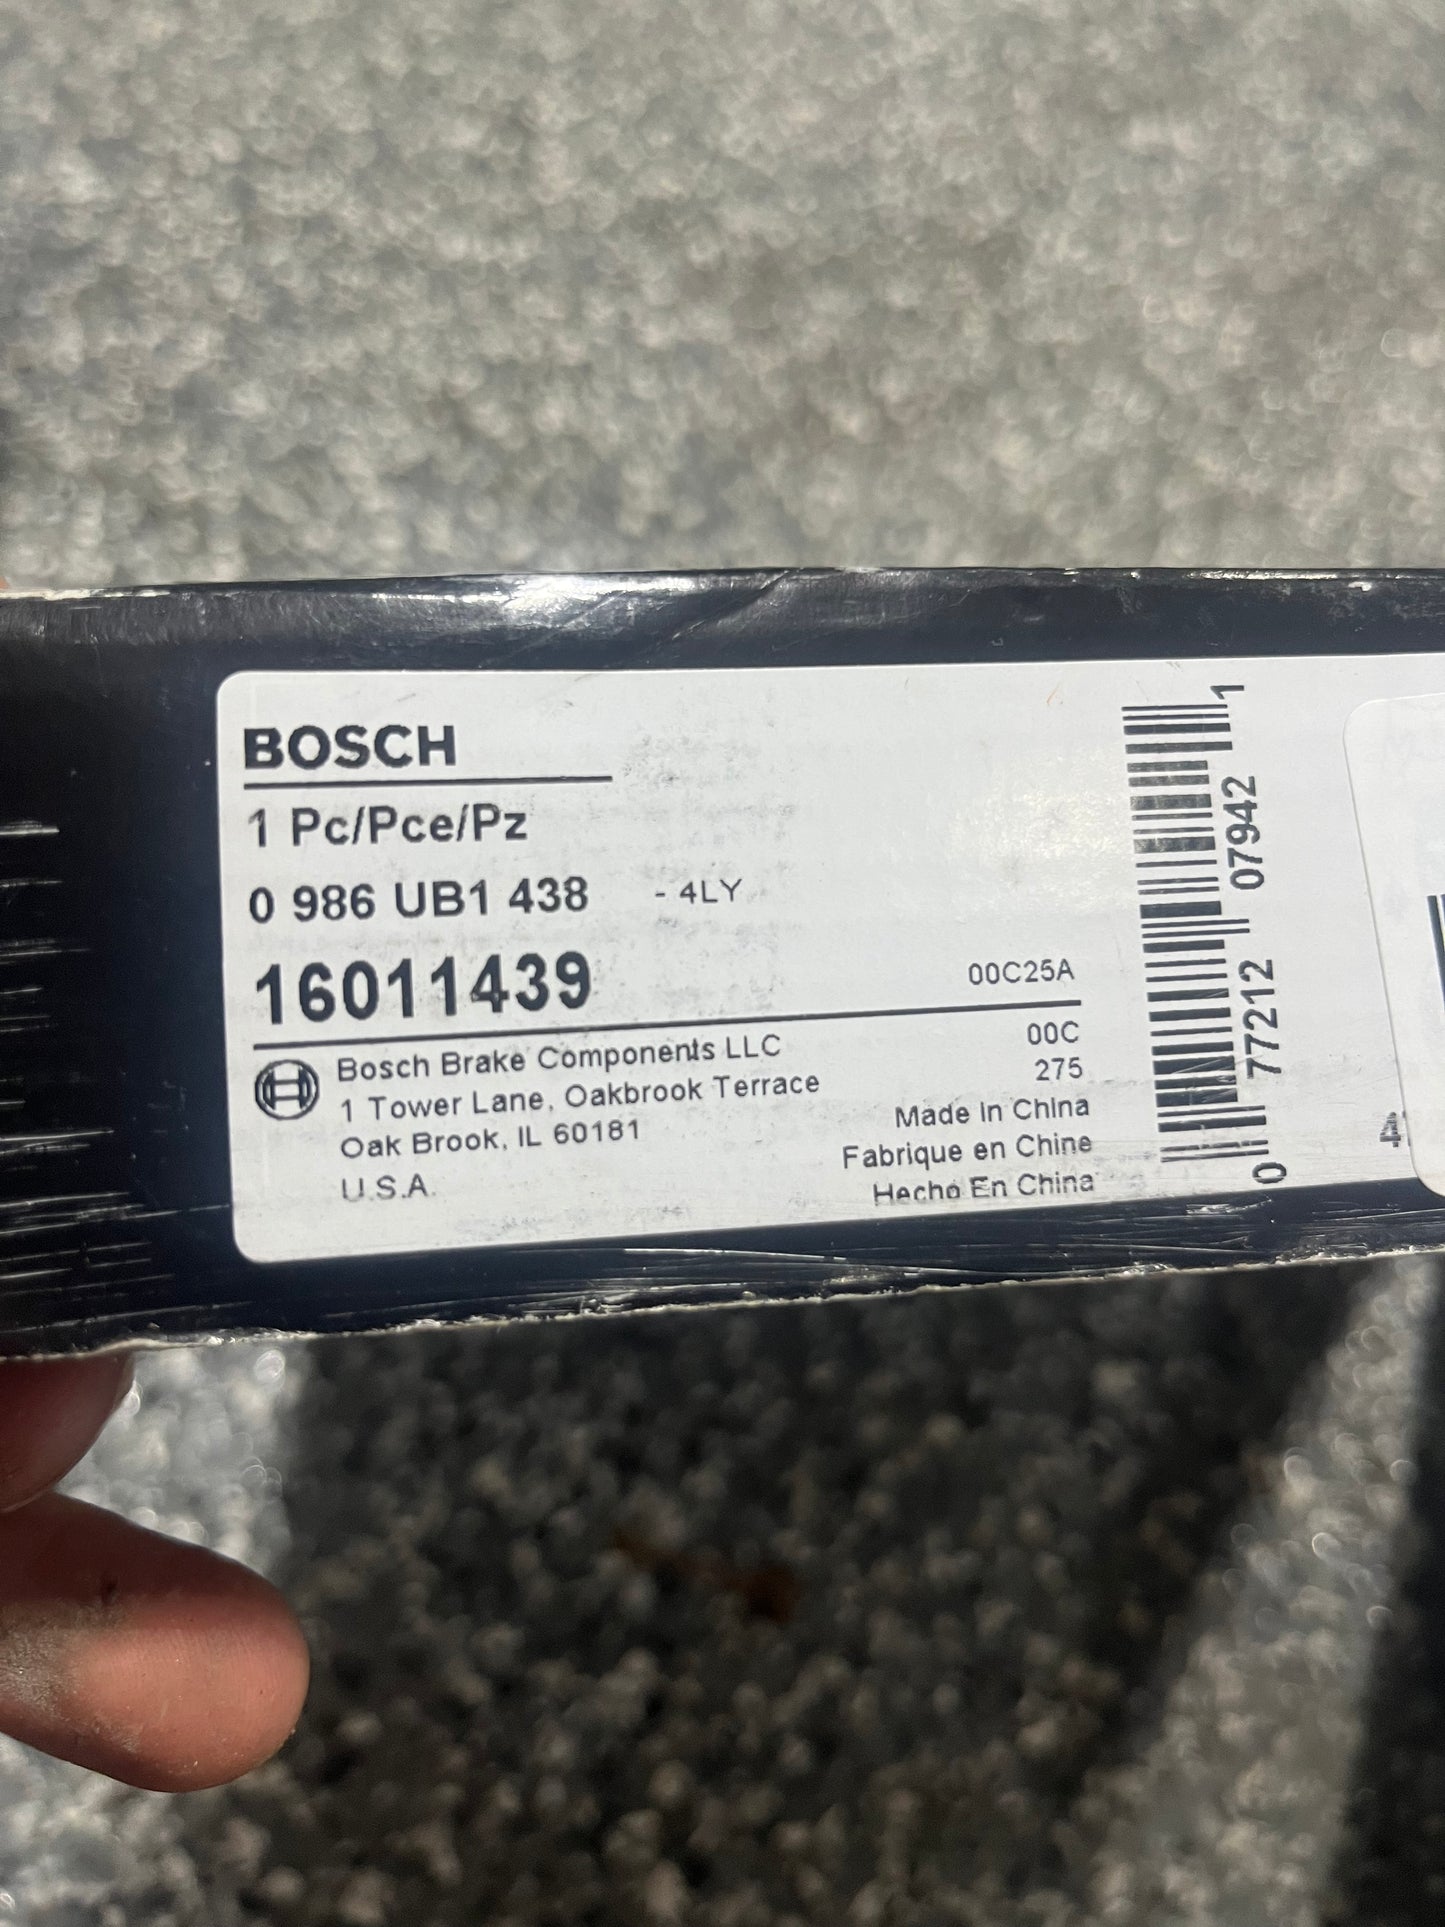 BOSCH
1 Pc/Pce/Pz
0 986 UB1 438 - 4LY
16011439
00C25A
Bosch Brake Components LLC
1 Tower Lane, Oakbrook Terrace
Oak Brook, IL 60181
U.S.A.
00C
275
Made In China
Fabrique en Chine
Hecho En China
0 77212 07942 1